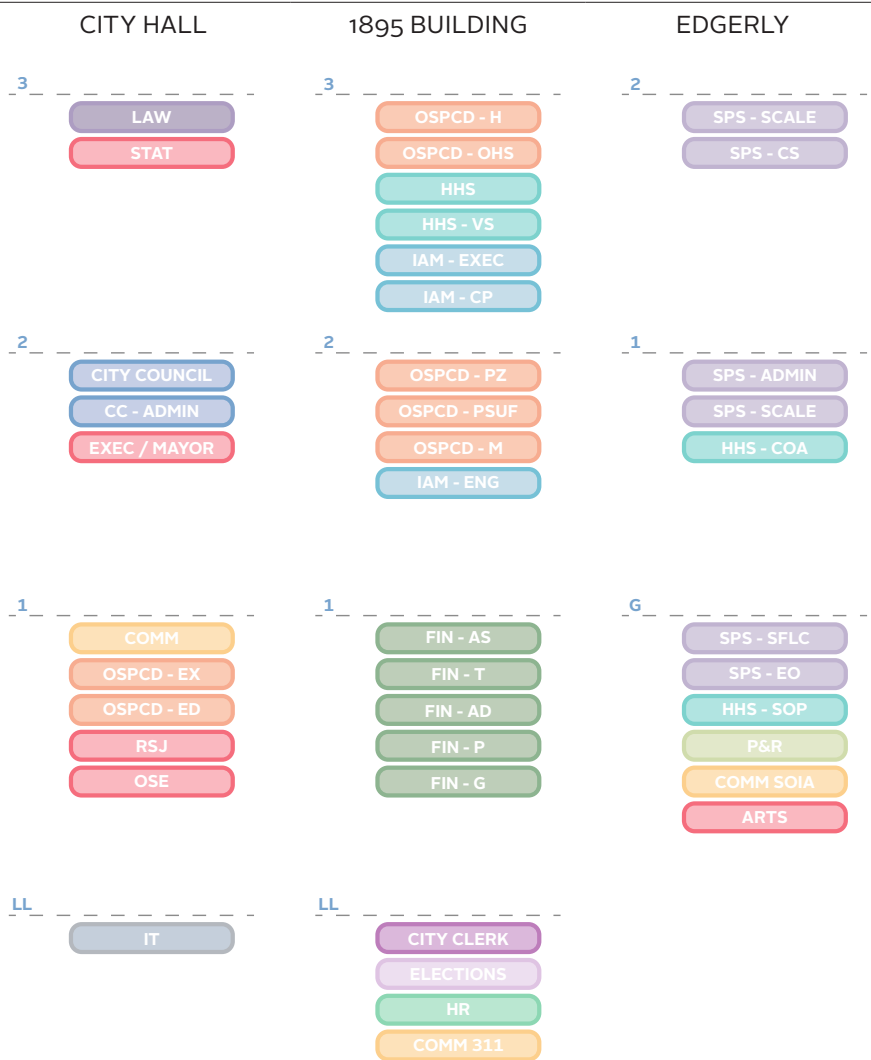 CITY HALL
3
LAW
STAT
2
CITY COUNCIL
CC - ADMIN
EXEC / MAYOR
1
COMM
OSPCD - EX
OSPCD - ED
RSJ
OSE
LL
IT
1895 BUILDING
3
OSPCD - H
OSPCD - OHS
HHS
HHS - VS
IAM - EXEC
IAM - CP
2
OSPCD - PZ
OSPCD - PSUF
OSPCD - M
IAM - ENG
1
FIN - AS
FIN - T
FIN - AD
FIN - P
FIN - G
LL
CITY CLERK
ELECTIONS
HR
COMM 311
EDGERLY
2
SPS - SCALE
SPS - CS
1
SPS - ADMIN
SPS - SCALE
HHS - COA
G
SPS - SFLC
SPS - EO
HHS - SOP
P&R
COMM SOIA
ARTS